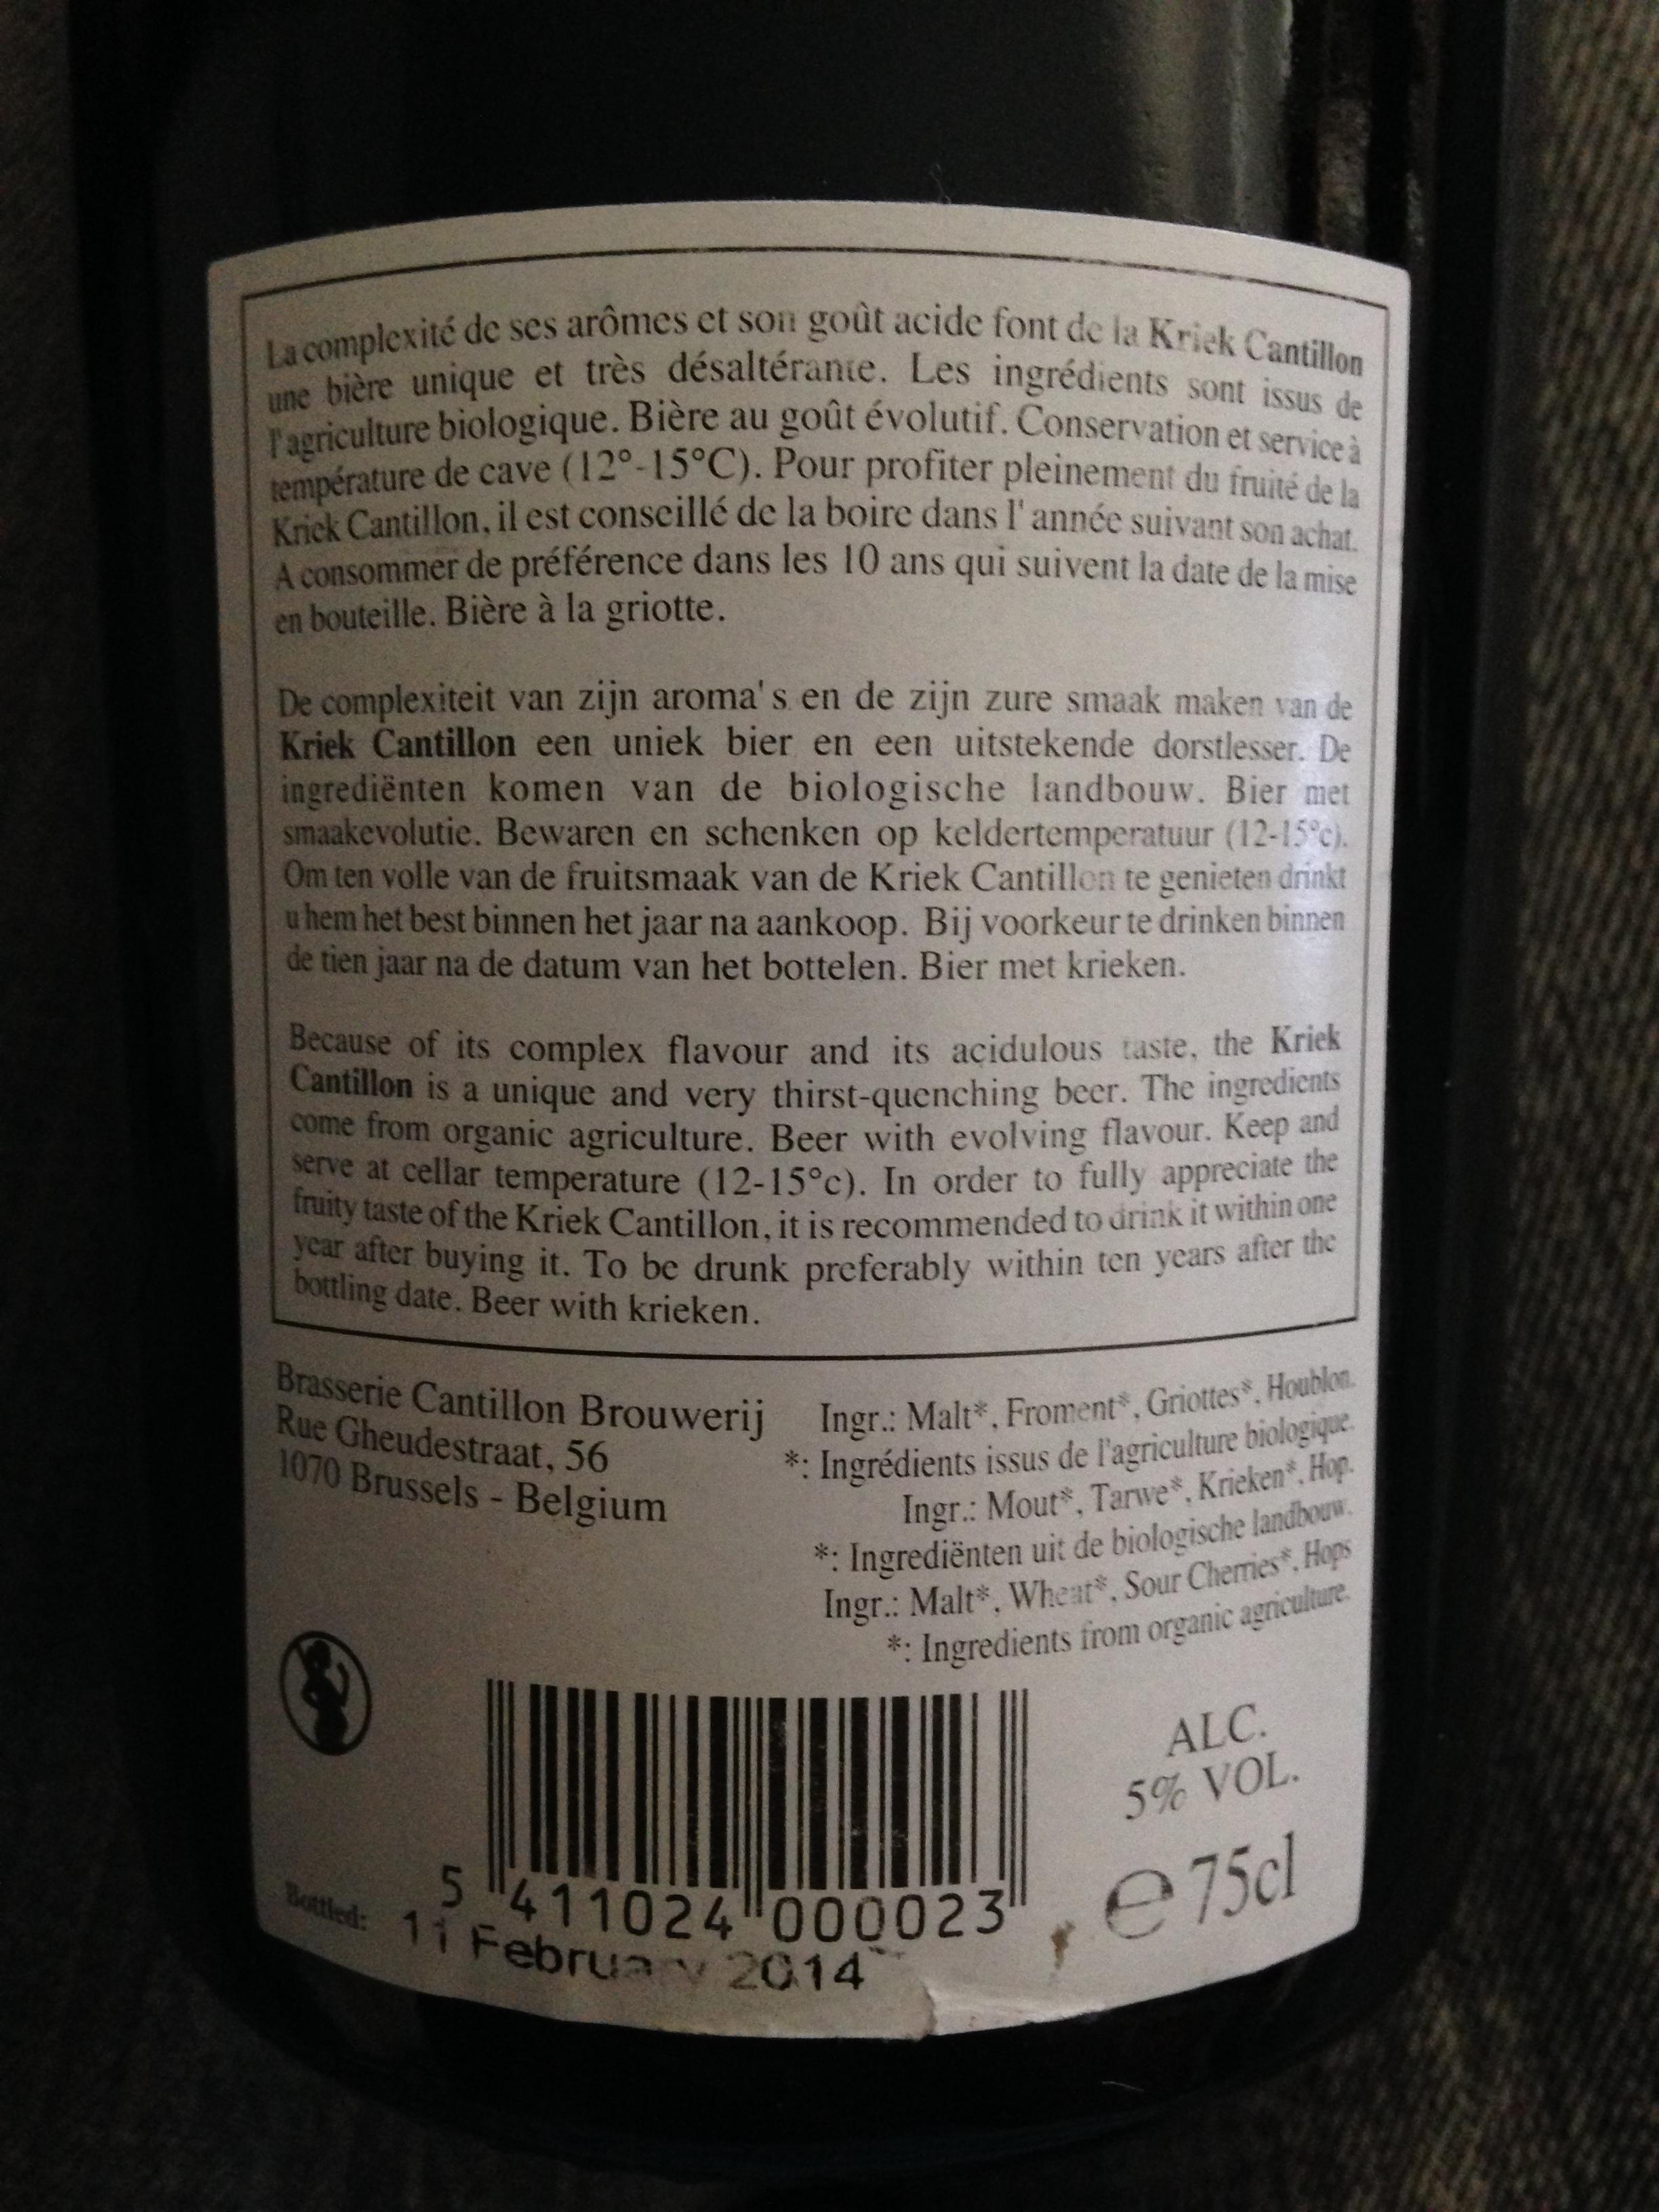 La complexité de ses arômes et son goût acide font de la Kriek Cantillon
une bière unique et très désaltérante. Les ingrédients sont issus de
l'agriculture biologique. Bière au goût évolutif. Conservation et service à
température de cave (12°-15°C). Pour profiter pleinement du fruité de la
Kriek Cantillon, il est conseillé de la boire dans l'année suivant son achat.
A consommer de préférence dans les 10 ans qui suivent la date de la mise
en bouteille. Bière à la griotte.
De complexiteit van zijn aroma's en de zijn zure smaak maken van de
Kriek Cantillon een uniek bier en een uitstekende dorstlesser. De
ingrediënten komen van de biologische landbouw. Bier met
smaakevolutie. Bewaren en schenken op keldertemperatuur (12-15°c).
Om ten volle van de fruitsmaak van de Kriek Cantillon te genieten drinkt
u hem het best binnen het jaar na aankoop. Bij voorkeur te drinken binnen
de tien jaar na de datum van het bottelen. Bier met krieken.
Because of its complex flavour and its acidulous taste, the Kriek
Cantillon is a unique and very thirst-quenching beer. The ingredients
come from organic agriculture. Beer with evolving flavour. Keep and
serve at cellar temperature (12-15°c). In order to fully appreciate the
fruity taste of the Kriek Cantillon, it is recommended to drink it within one
year after buying it. To be drunk preferably within ten years after the
bottling date. Beer with krieken.
Brasserie Cantillon Brouwerij
Rue Gheudestraat, 56
1070 Brussels - Belgium
Ingr.: Malt*, Froment*, Griottes*, Houblon.
*: Ingrédients issus de l'agriculture biologique.
Ingr.: Mout*, Tarwe*, Krieken*, Hop.
*: Ingrediënten uit de biologische landbouw.
Ingr.: Malt*, Wheat*, Sour Cherries*, Hops
*: Ingredients from organic agriculture.
ALC.
5% VOL.
e 75cl
5 411024 000023
Bottled: 11 February 2014